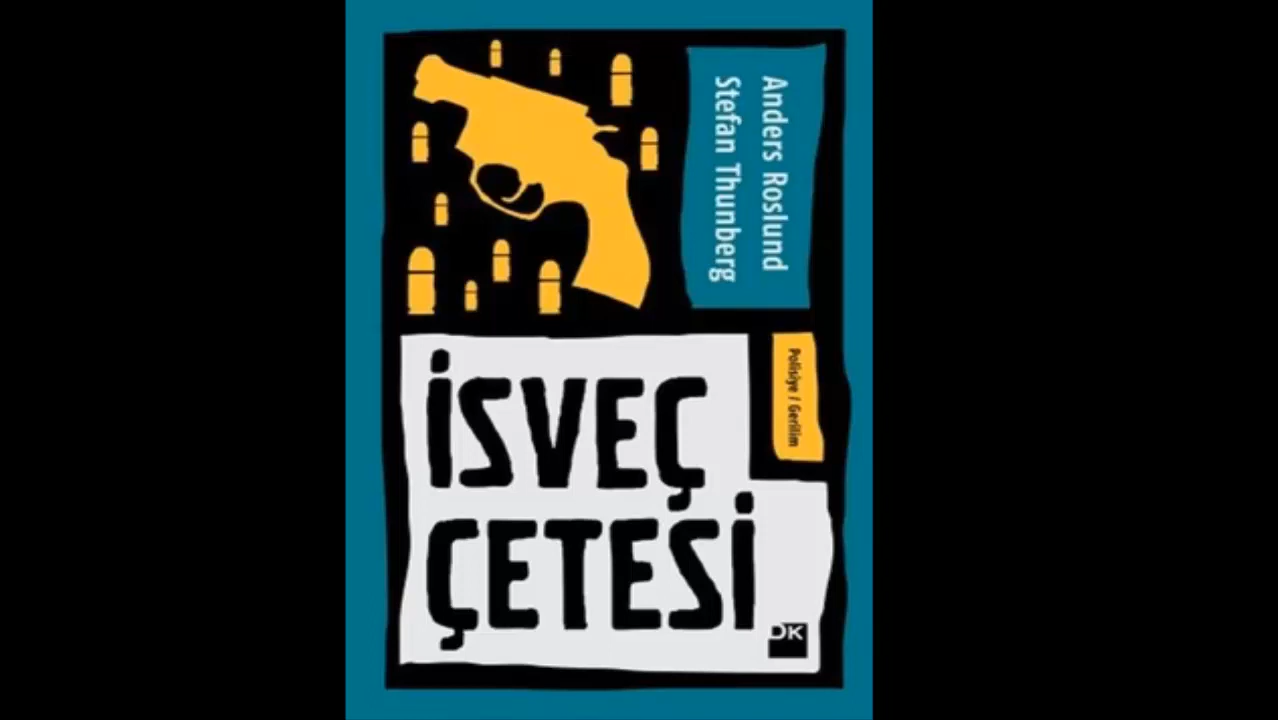 Anders Roslund
Stefan Thunberg
Polisiye / Gerilim
İSVEÇ
ÇETESİ
DK